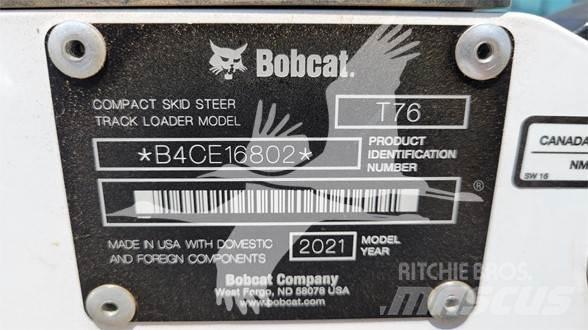 Bobcat.
COMPACT SKID STEER
TRACK LOADER MODEL
T76
*B4CE16802*
PRODUCT
IDENTIFICATION
NUMBER
®
MADE IN USA WITH DOMESTIC
AND FOREIGN COMPONENTS
2021
MODEL
YEAR
Bobcat Company
West Fargo, ND 58078 USA
www.bobcat.com
CANADA
NM
SW 16
RITCHIE BROS.
Mascus